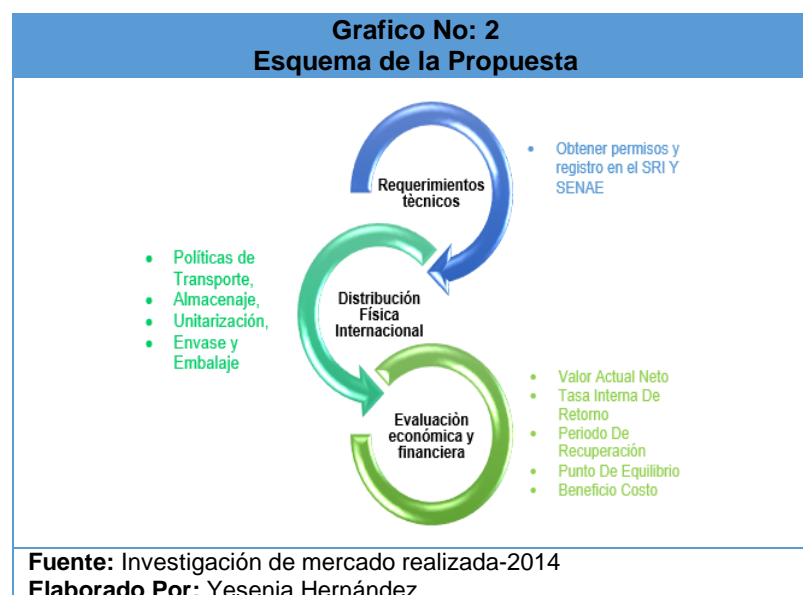 Grafico No: 2
Esquema de la Propuesta
Requerimientos
tècnicos
• Obtener permisos y
registro en el SRI Y
SENAE
• Políticas de
Transporte,
• Almacenaje,
• Unitarización,
• Envase y
Embalaje
Distribución
Física
Internacional
Evaluaciòn
económica y
financiera
• Valor Actual Neto
• Tasa Interna De
Retorno
• Periodo De
Recuperación
• Punto De Equilibrio
• Beneficio Costo
Fuente: Investigación de mercado realizada-2014
Elaborado Por: Yesenia Hernández